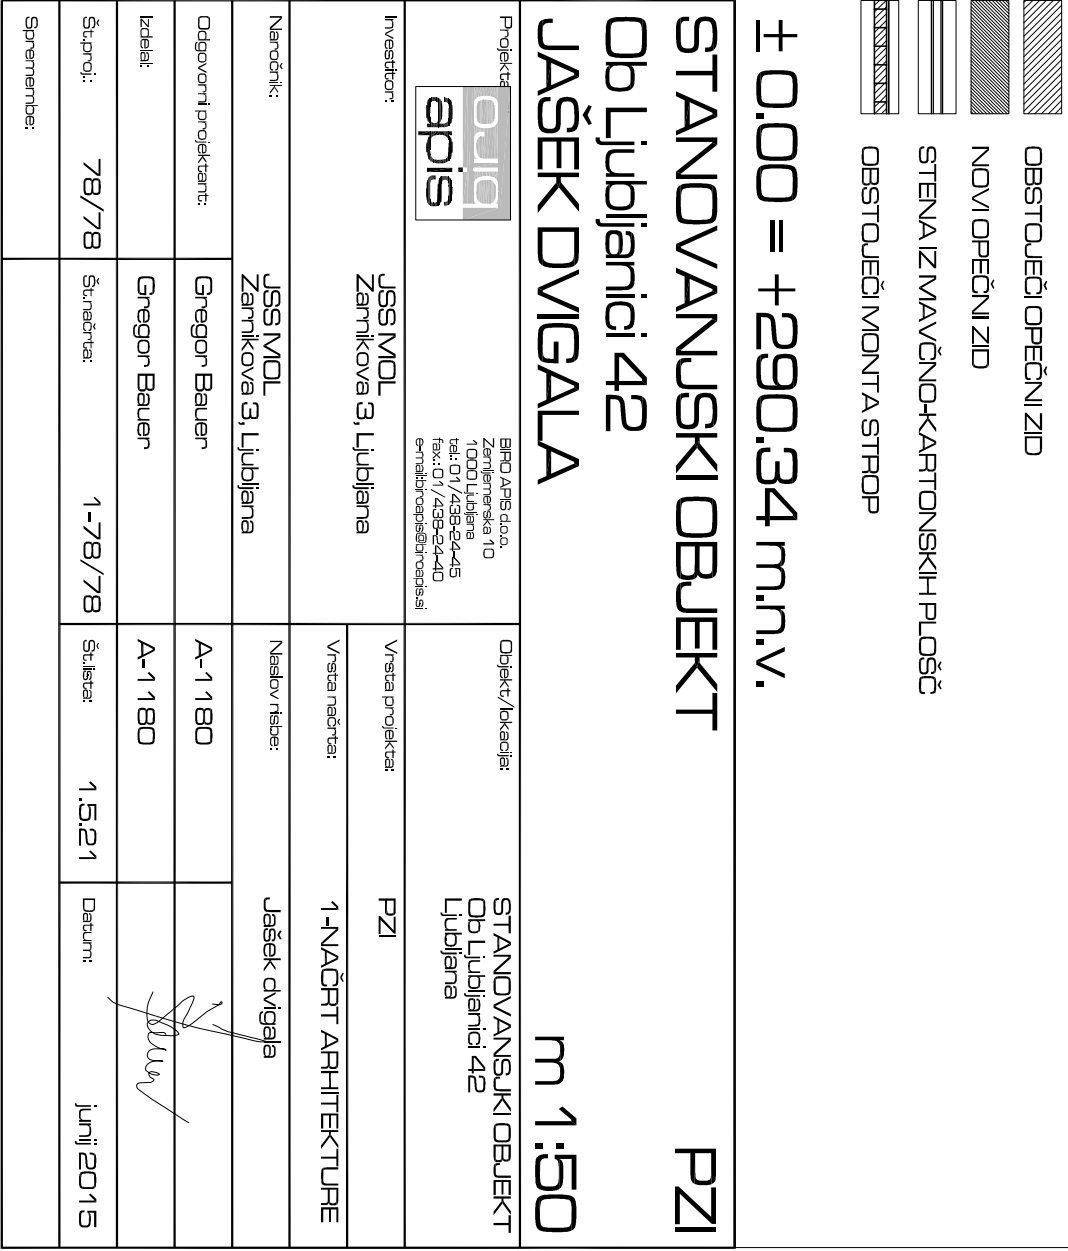 OBSTOJEČI OPEČNI ZID
NOVI OPEČNI ZID
STENA IZ MAVČNO-KARTONSKIH PLOŠČ
OBSTOJEČI MONTA STROP
± 0.00 = +290.34 m.n.v.
STANOVANJSKI OBJEKT PZI
Ob Ljubljanici 42
JAŠEK DVIGALA m 1:50
Projekta
biro
apis
BIRO APIS d.o.o.
Zemljemerska 10
1000 Ljubljana
tel.: 01/438-24-45
fax.: 01/438-24-40
e-mail:biroapis@biroapis.si
Objekt/lokacija:
STANOVANSJKI OBJEKT
Ob Ljubljanici 42
Ljubljana
Investitor:
JSS MOL
Zarnikova 3, Ljubljana
Vrsta projekta: PZI
Vrsta načrta: 1-NAČRT ARHITEKTURE
Naročnik:
JSS MOL
Zarnikova 3, Ljubljana
Naslov risbe: Jašek dvigala
Odgovorni projektant: Gregor Bauer A-1180
Izdelal: Gregor Bauer A-1180
Št.proj.: 78/78 Št.načrta: 1-78/78 Št.lista: 1.5.21 Datum: junij 2015
Spremembe: